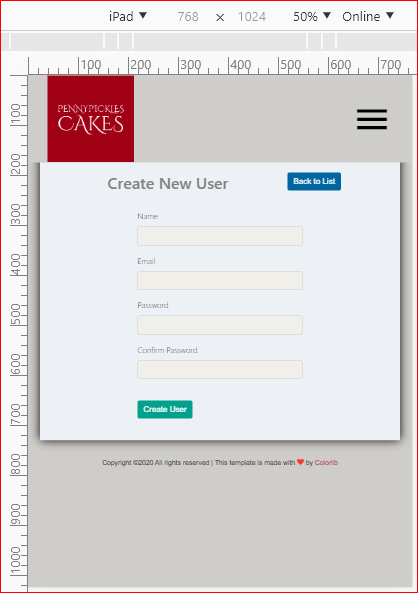 iPad ▼ 768 × 1024 50% ▼ Online ▼
100 200 300 400 500 600 700
100
200
300
400
500
600
700
800
900
1000
PENNYPICKLES
CAKES
Create New User
Back to List
Name
Email
Password
Confirm Password
Create User
Copyright ©2020 All rights reserved | This template is made with ❤ by Colorlib